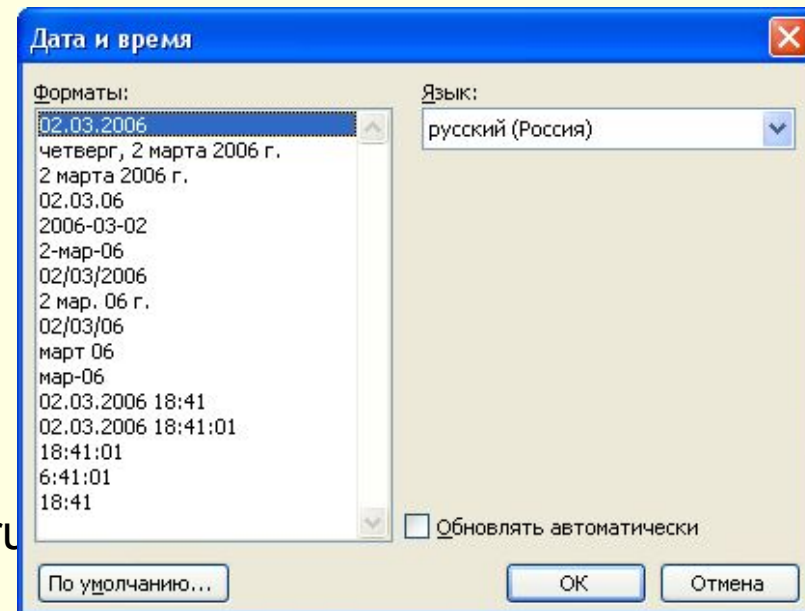 Дата и время
Форматы:
02.03.2006
четверг, 2 марта 2006 г.
2 марта 2006 г.
02.03.06
2006-03-02
2-мар-06
02/03/2006
2 мар. 06 г.
02/03/06
март 06
мар-06
02.03.2006 18:41
02.03.2006 18:41:01
18:41:01
6:41:01
18:41
Язык:
русский (Россия)
Обновлять автоматически
По умолчанию...
ОК
Отмена